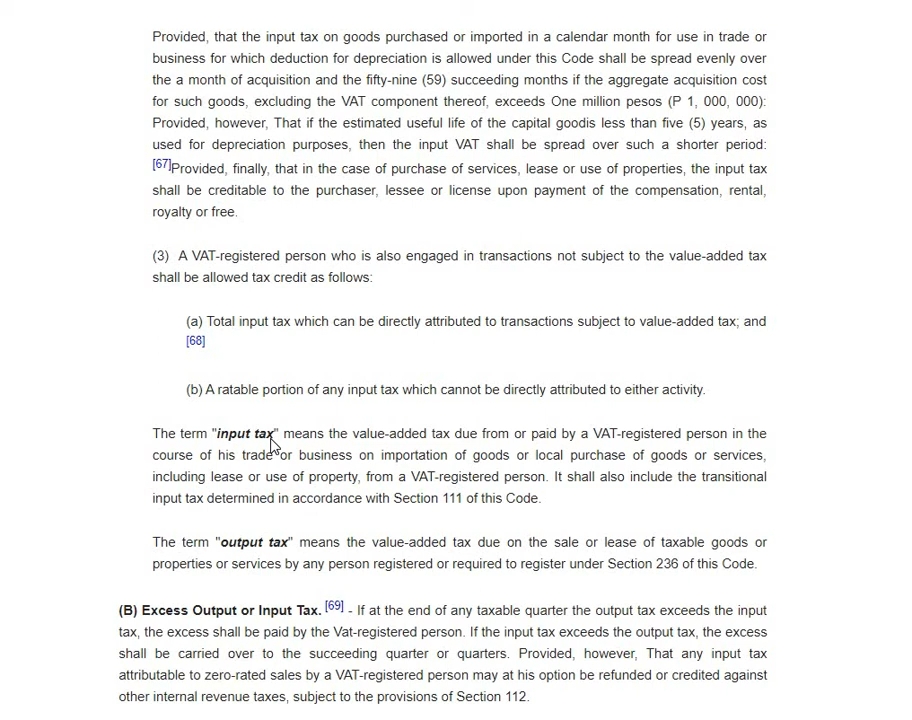 Provided, that the input tax on goods purchased or imported in a calendar month for use in trade or
business for which deduction for depreciation is allowed under this Code shall be spread evenly over
the a month of acquisition and the fifty-nine (59) succeeding months if the aggregate acquisition cost
for such goods, excluding the VAT component thereof, exceeds One million pesos (P 1, 000, 000):
Provided, however, That if the estimated useful life of the capital goodis less than five (5) years, as
used for depreciation purposes, then the input VAT shall be spread over such a shorter period:
[67]Provided, finally, that in the case of purchase of services, lease or use of properties, the input tax
shall be creditable to the purchaser, lessee or license upon payment of the compensation, rental,
royalty or free.
(3) A VAT-registered person who is also engaged in transactions not subject to the value-added tax
shall be allowed tax credit as follows:
(a) Total input tax which can be directly attributed to transactions subject to value-added tax; and
[68]
(b) A ratable portion of any input tax which cannot be directly attributed to either activity.
The term "input tax" means the value-added tax due from or paid by a VAT-registered person in the
course of his trade or business on importation of goods or local purchase of goods or services,
including lease or use of property, from a VAT-registered person. It shall also include the transitional
input tax determined in accordance with Section 111 of this Code.
The term "output tax" means the value-added tax due on the sale or lease of taxable goods or
properties or services by any person registered or required to register under Section 236 of this Code.
(B) Excess Output or Input Tax. [69] - If at the end of any taxable quarter the output tax exceeds the input
tax, the excess shall be paid by the Vat-registered person. If the input tax exceeds the output tax, the excess
shall be carried over to the succeeding quarter or quarters. Provided, however, That any input tax
attributable to zero-rated sales by a VAT-registered person may at his option be refunded or credited against
other internal revenue taxes, subject to the provisions of Section 112.